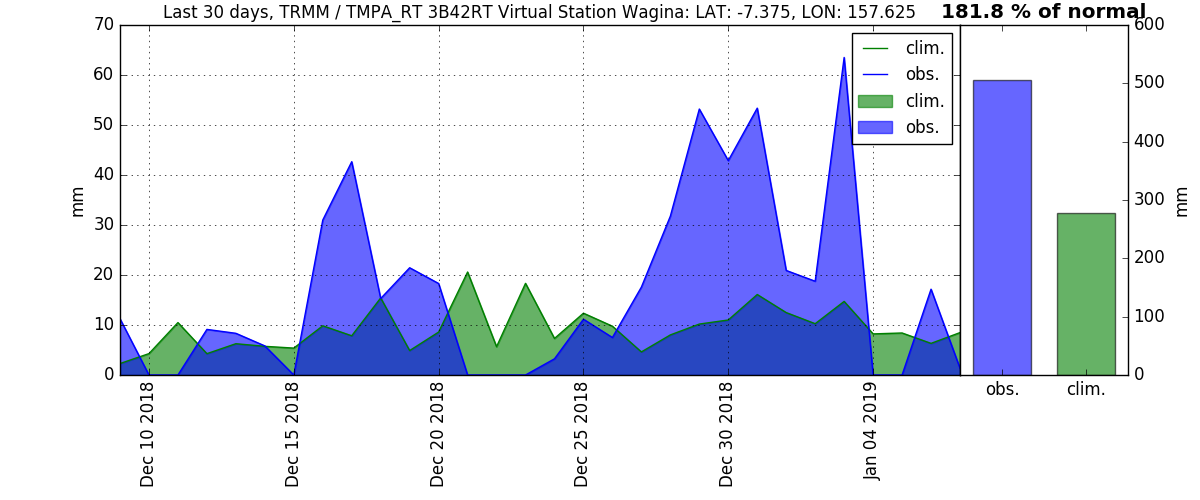 Last 30 days, TRMM / TMPA_RT 3B42RT Virtual Station Wagina: LAT: -7.375, LON: 157.625
181.8 % of normal
70
60
50
40
30
20
10
0
mm
clim.
obs.
clim.
obs.
Dec 10 2018
Dec 15 2018
Dec 20 2018
Dec 25 2018
Dec 30 2018
Jan 04 2019
600
500
400
300
200
100
0
mm
obs.
clim.